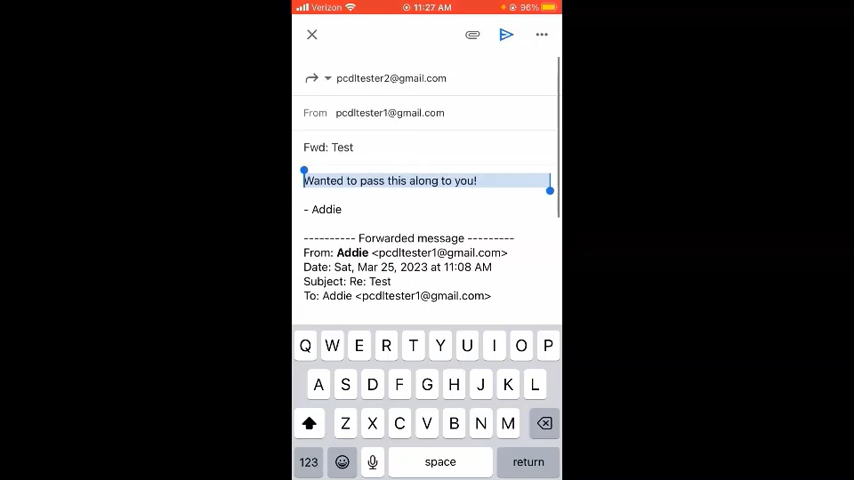 Verizon 11:27 AM 96%
pcdltester2@gmail.com
From pcdltester1@gmail.com
Fwd: Test
Wanted to pass this along to you!
- Addie
---------- Forwarded message ---------
From: Addie <pcdltester1@gmail.com>
Date: Sat, Mar 25, 2023 at 11:08 AM
Subject: Re: Test
To: Addie <pcdltester1@gmail.com>
Q W E R T Y U I O P
A S D F G H J K L
Z X C V B N M
123 space return